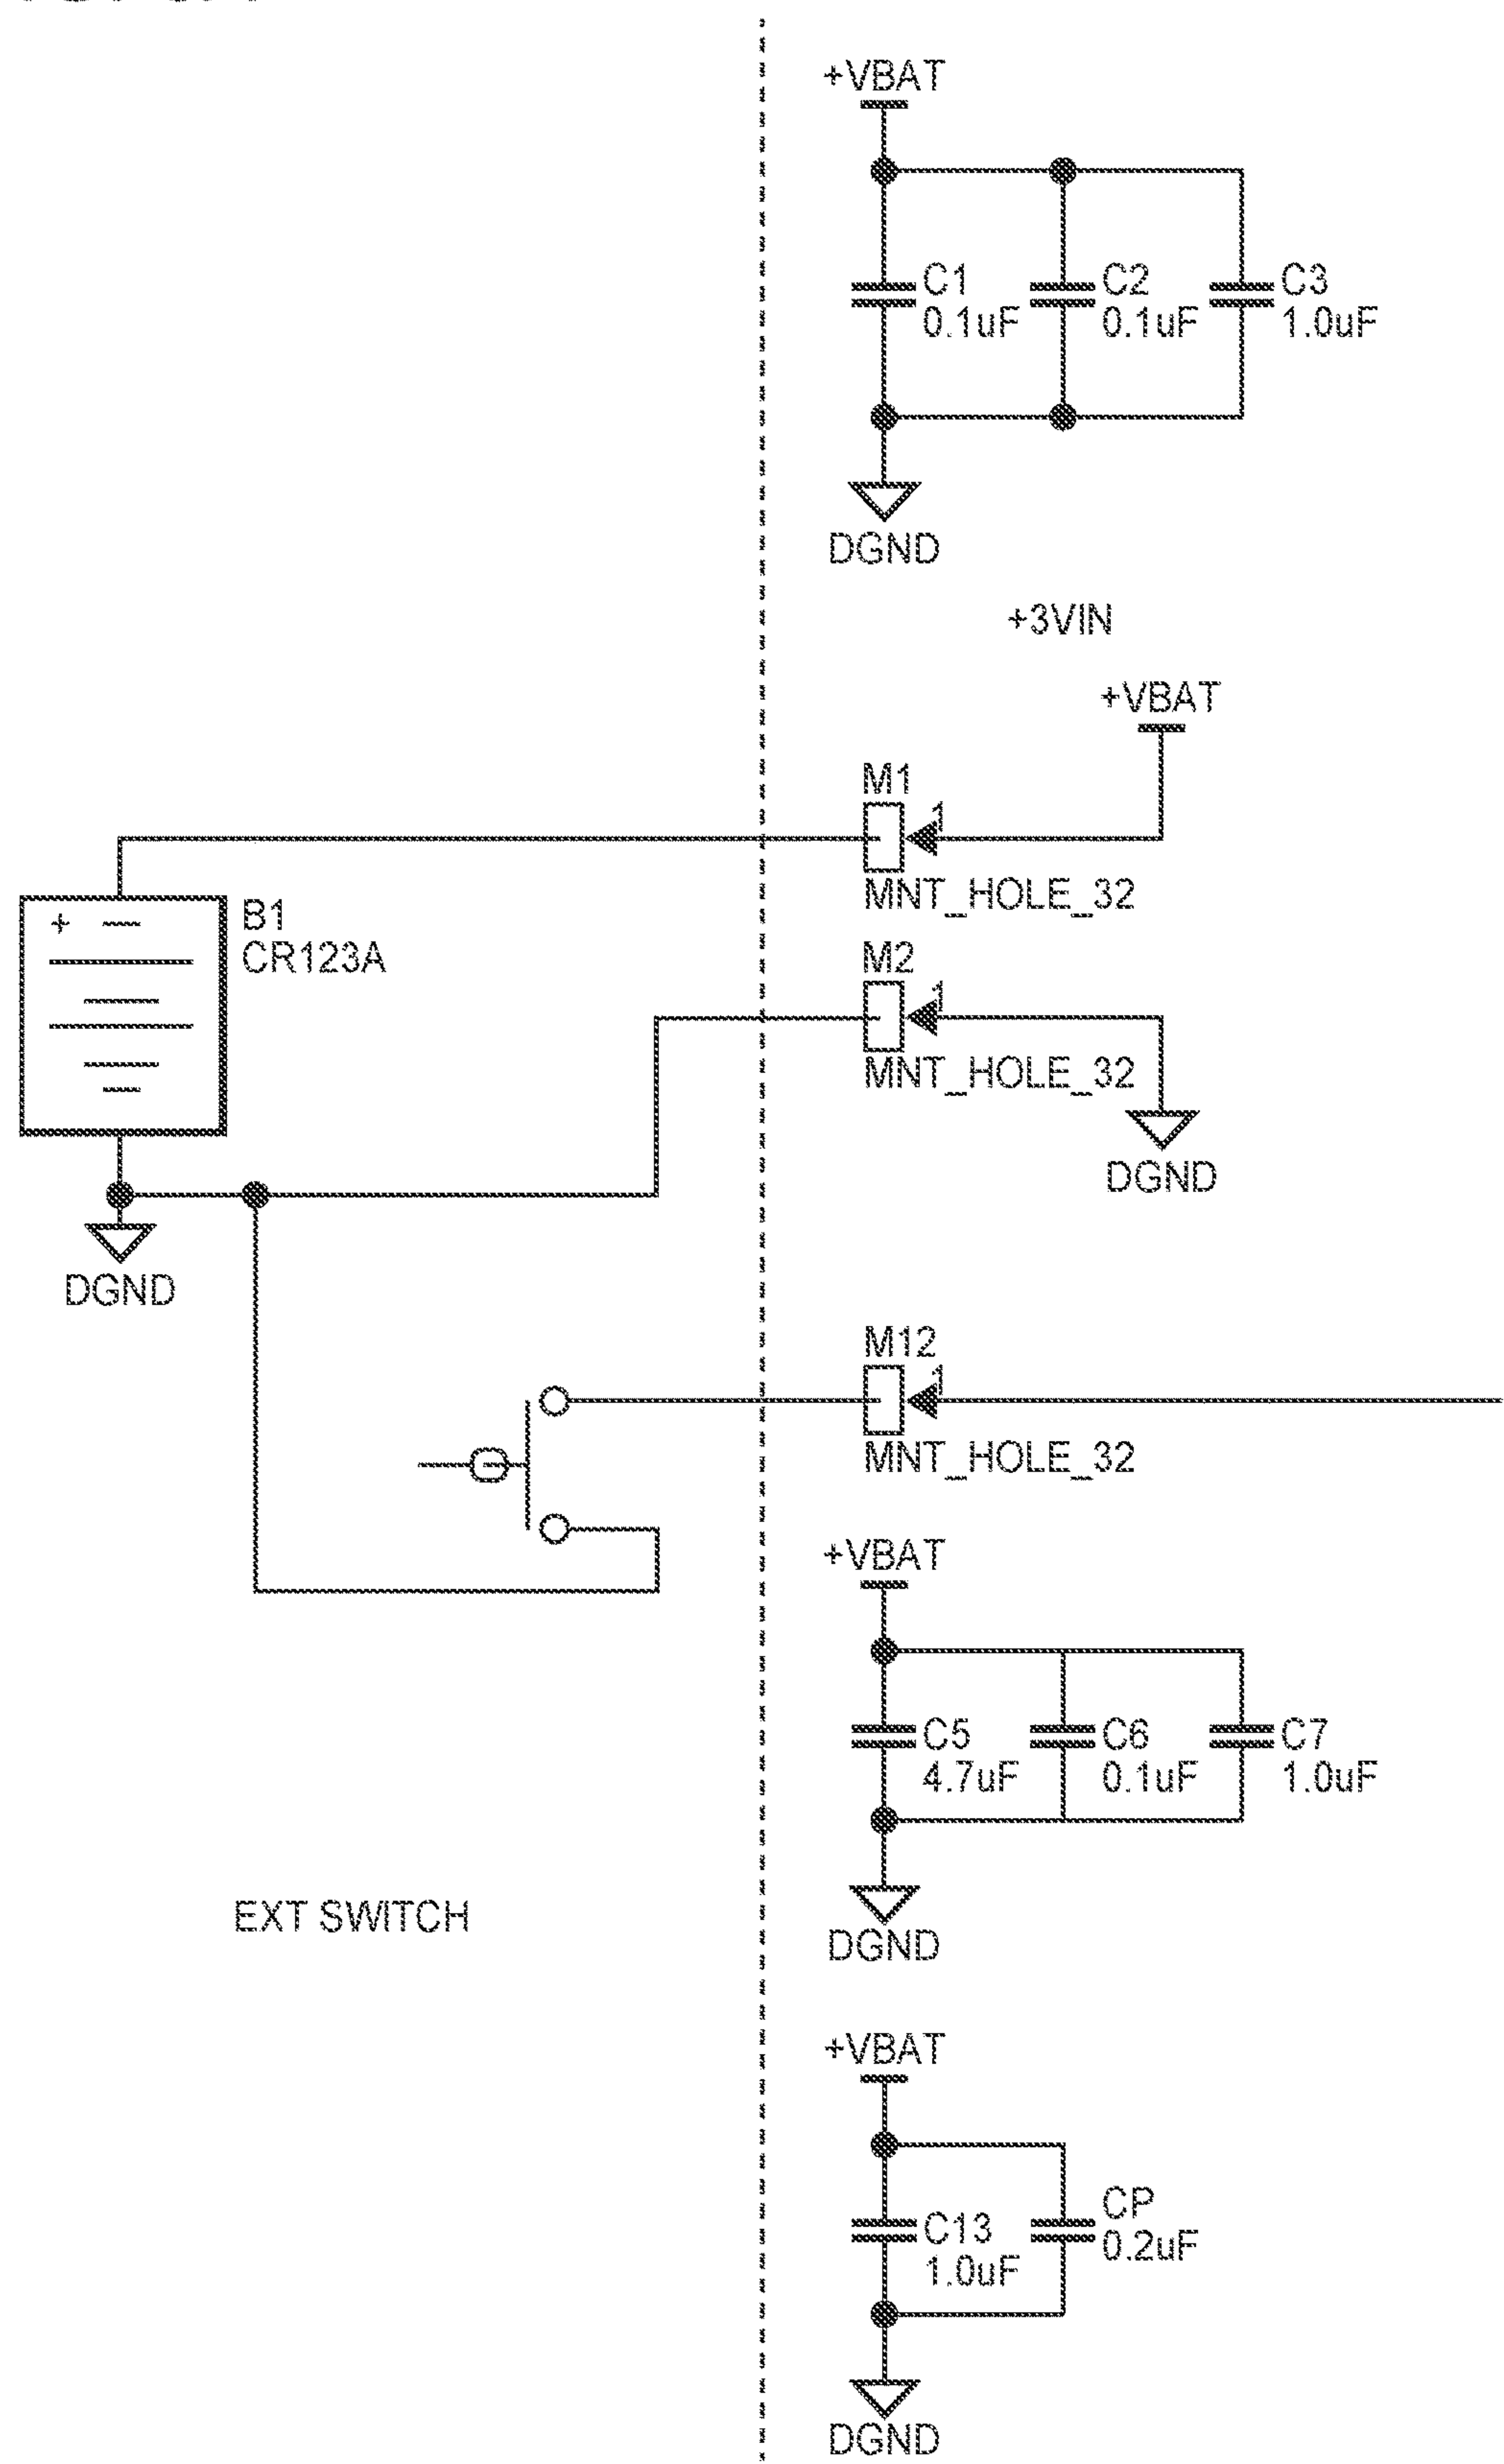 +VBAT
C1
0.1uF
C2
0.1uF
C3
1.0uF
DGND
+3VIN
+VBAT
M1
1
MNT_HOLE_32
B1
CR123A
+
M2
1
MNT_HOLE_32
DGND
DGND
M12
1
MNT_HOLE_32
+VBAT
C5
4.7uF
C6
0.1uF
C7
1.0uF
EXT SWITCH
DGND
+VBAT
C13
1.0uF
CP
0.2uF
DGND